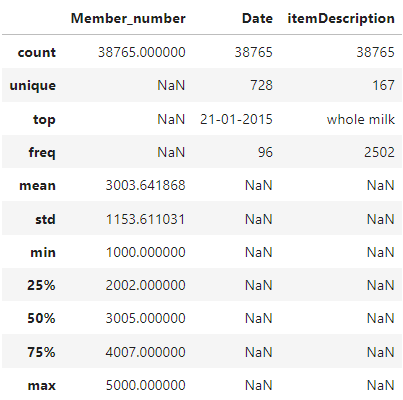 Member_number Date itemDescription
count 38765.000000 38765 38765
unique NaN 728 167
top NaN 21-01-2015 whole milk
freq NaN 96 2502
mean 3003.641868 NaN NaN
std 1153.611031 NaN NaN
min 1000.000000 NaN NaN
25% 2002.000000 NaN NaN
50% 3005.000000 NaN NaN
75% 4007.000000 NaN NaN
max 5000.000000 NaN NaN